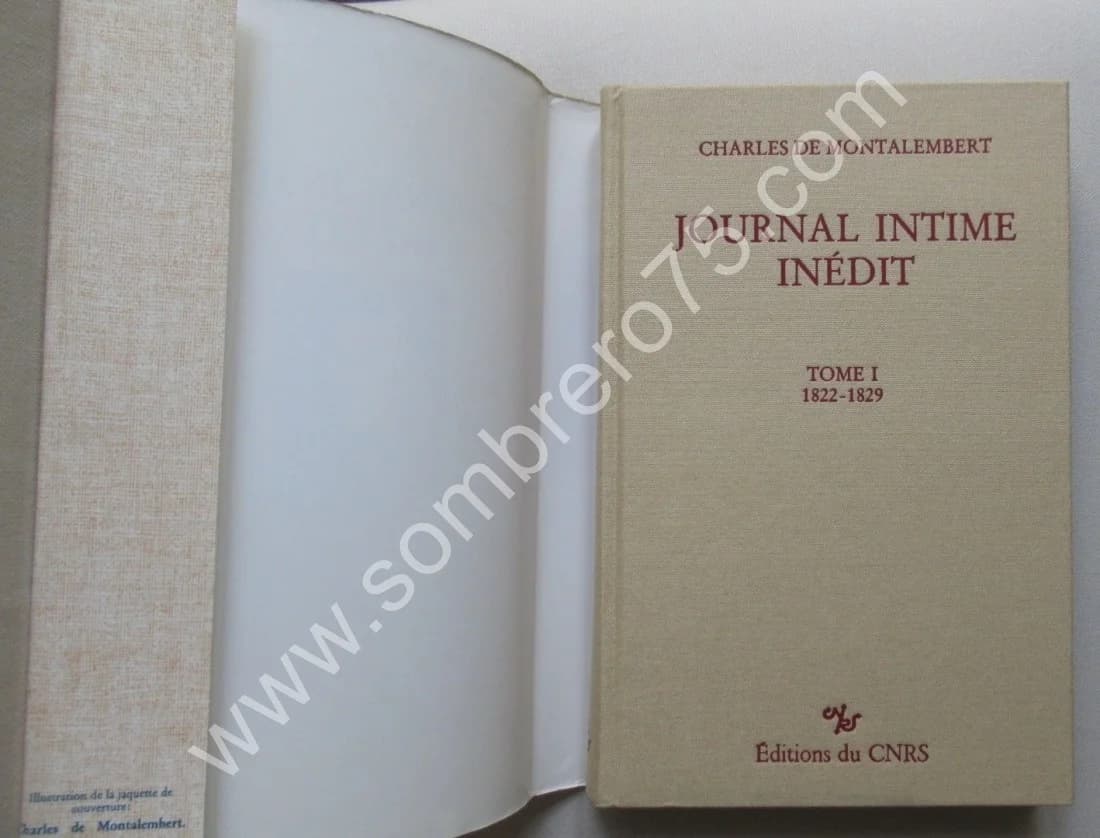 Illustration de la jaquette de
couverture:
Charles de Montalembert.
CHARLES DE MONTALEMBERT
JOURNAL INTIME
INÉDIT
TOME I
1822-1829
CNRS
Éditions du CNRS
www.sombrero75.com